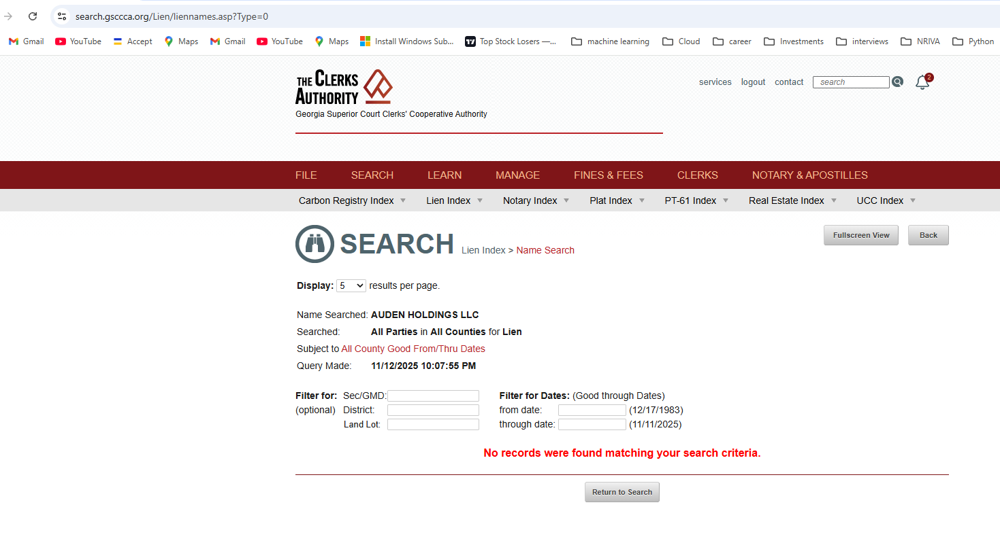 search.gsccca.org/Lien/liennames.asp?Type=0
Gmail YouTube Accept Maps Gmail YouTube Maps Install Windows Sub... Top Stock Losers —... machine learning Cloud career Investments interviews NRIVA Python
THE CLERKS
AUTHORITY
Georgia Superior Court Clerks' Cooperative Authority
services logout contact search 2
FILE SEARCH LEARN MANAGE FINES & FEES CLERKS NOTARY & APOSTILLES
Carbon Registry Index Lien Index Notary Index Plat Index PT-61 Index Real Estate Index UCC Index
SEARCH Lien Index > Name Search
Fullscreen View Back
Display: 5 results per page.
Name Searched: AUDEN HOLDINGS LLC
Searched: All Parties in All Counties for Lien
Subject to All County Good From/Thru Dates
Query Made: 11/12/2025 10:07:55 PM
Filter for: Sec/GMD: Filter for Dates: (Good through Dates)
(optional) District: from date: (12/17/1983)
Land Lot: through date: (11/11/2025)
No records were found matching your search criteria.
Return to Search